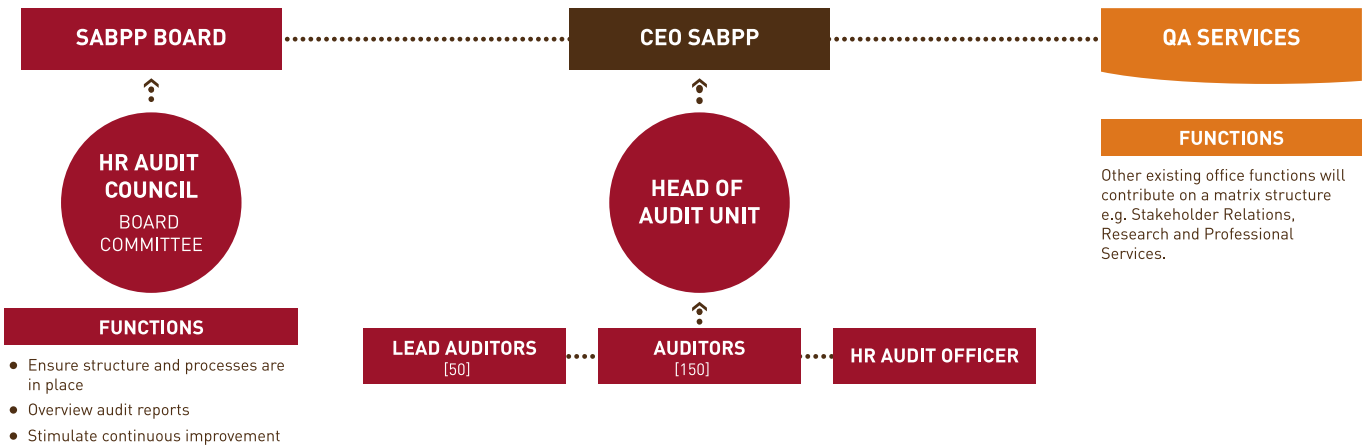 SABPP BOARD
CEO SABPP
QA SERVICES
HR AUDIT
COUNCIL
BOARD
COMMITTEE
HEAD OF
AUDIT UNIT
FUNCTIONS
Other existing office functions will
contribute on a matrix structure
e.g. Stakeholder Relations,
Research and Professional
Services.
FUNCTIONS
● Ensure structure and processes are
in place
● Overview audit reports
● Stimulate continuous improvement
LEAD AUDITORS
[50]
AUDITORS
[150]
HR AUDIT OFFICER